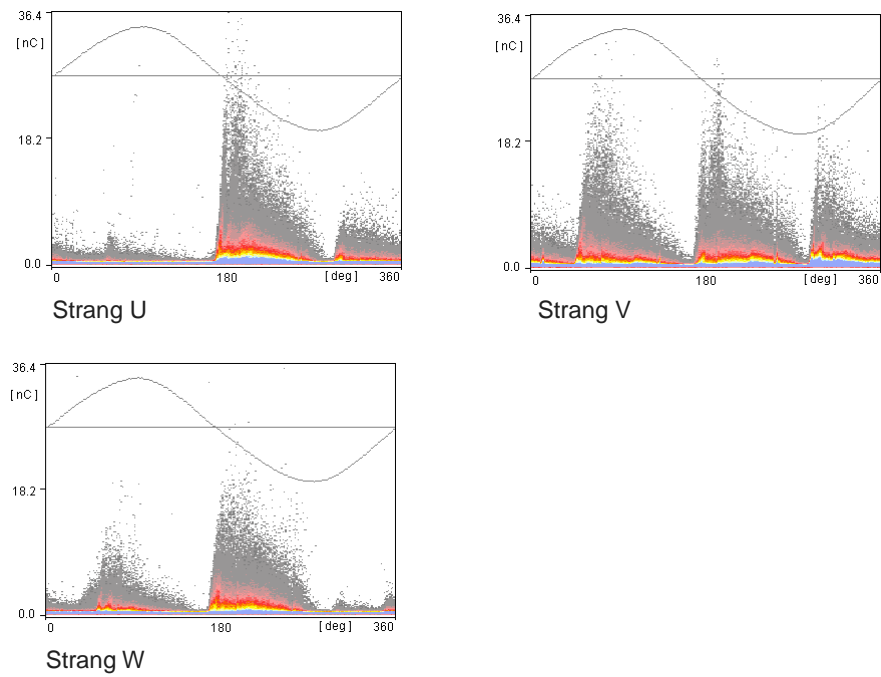 36.4
[nC]
18.2
0.0
0 180 [deg] 360
Strang U
36.4
[nC]
18.2
0.0
0 180 [deg] 360
Strang V
36.4
[nC]
18.2
0.0
0 180 [deg] 360
Strang W